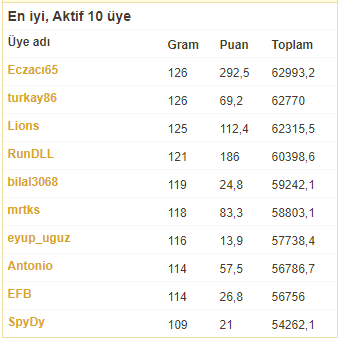 En iyi, Aktif 10 üye
Üye adı Gram Puan Toplam
Eczacı65 126 292,5 62993,2
turkay86 126 69,2 62770
Lions 125 112,4 62315,5
RunDLL 121 186 60398,6
bilal3068 119 24,8 59242,1
mrtks 118 83,3 58803,1
eyup_uguz 116 13,9 57738,4
Antonio 114 57,5 56786,7
EFB 114 26,8 56756
SpyDy 109 21 54262,1